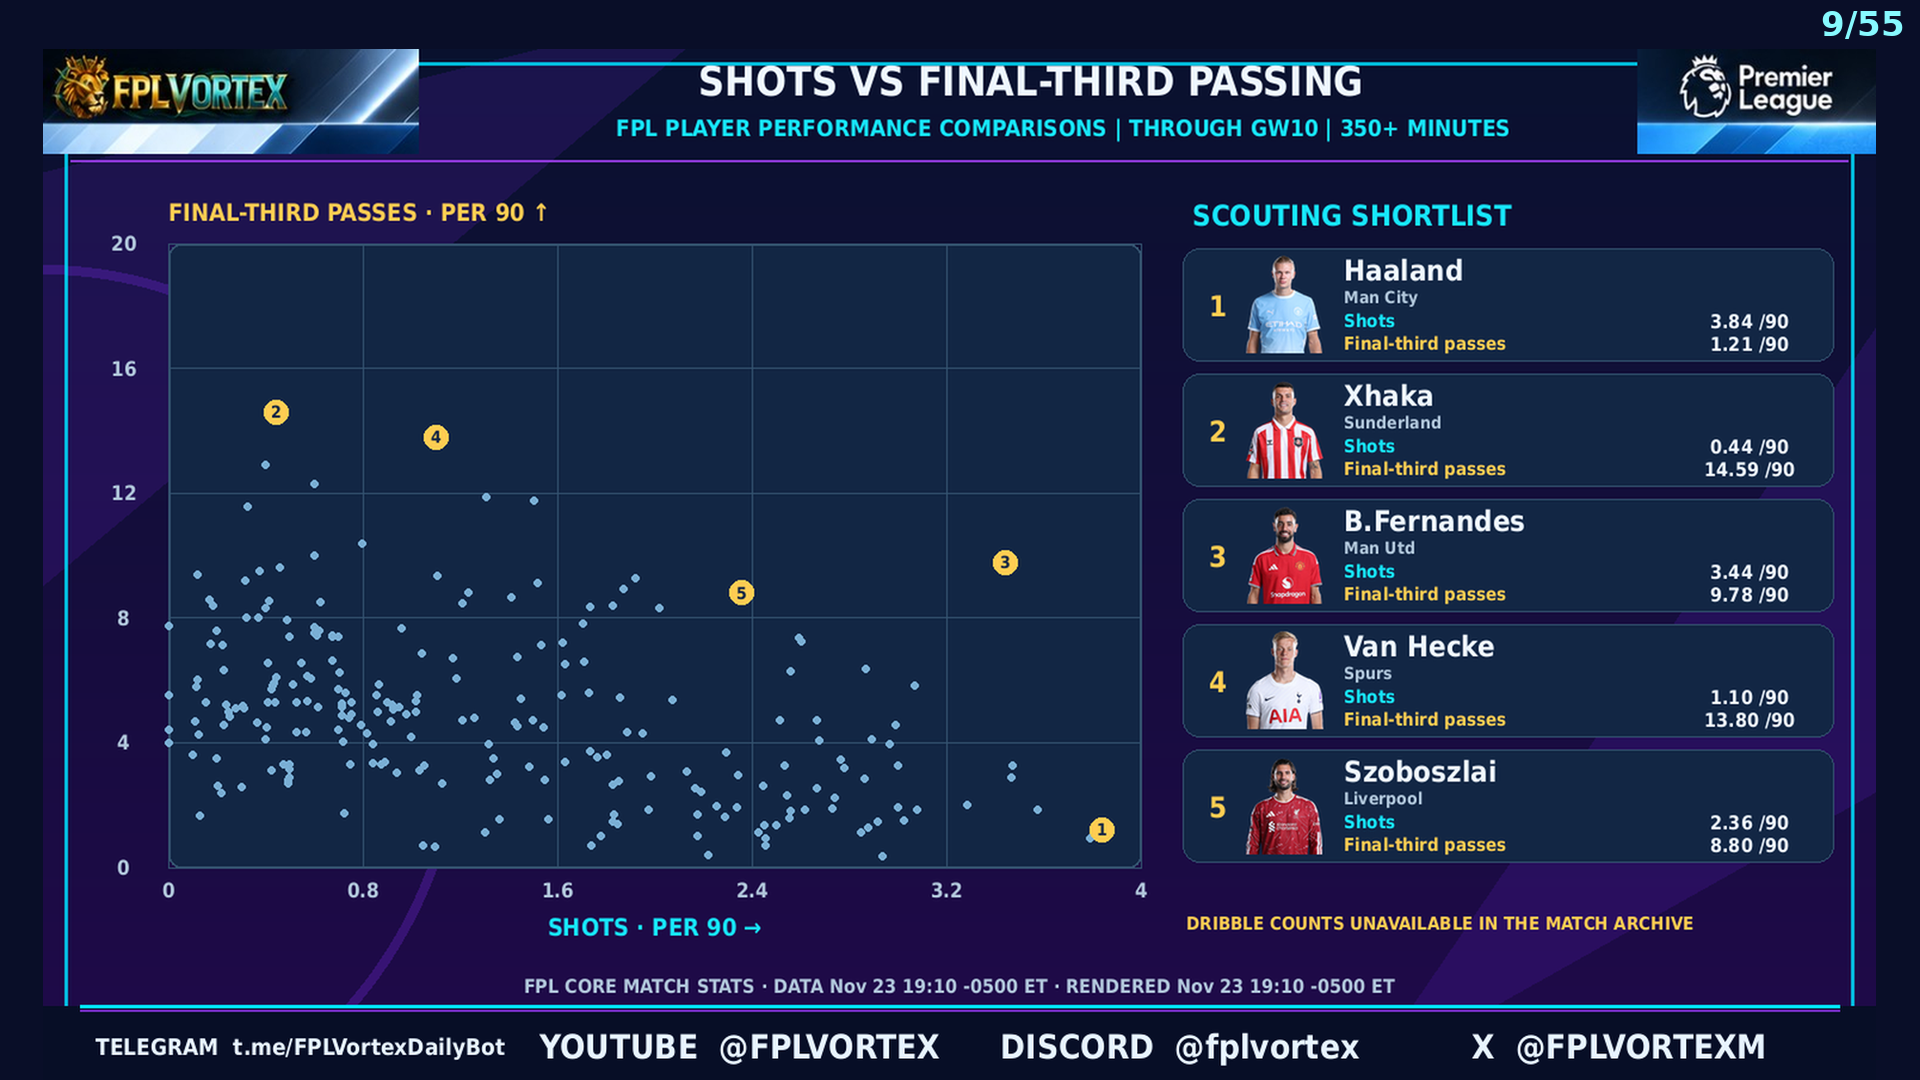 9/55
FPLVORTEX
Premier League
SHOTS VS FINAL-THIRD PASSING
FPL PLAYER PERFORMANCE COMPARISONS | THROUGH GW10 | 350+ MINUTES
FINAL-THIRD PASSES · PER 90 ↑
20
16
12
8
4
0
0 0.8 1.6 2.4 3.2 4
SHOTS · PER 90 →
2
4
3
5
1
SCOUTING SHORTLIST
1
Haaland
Man City
Shots 3.84 /90
Final-third passes 1.21 /90
2
Xhaka
Sunderland
Shots 0.44 /90
Final-third passes 14.59 /90
3
B.Fernandes
Man Utd
Shots 3.44 /90
Final-third passes 9.78 /90
4
Van Hecke
Spurs
Shots 1.10 /90
Final-third passes 13.80 /90
AIA
5
Szoboszlai
Liverpool
Shots 2.36 /90
Final-third passes 8.80 /90
DRIBBLE COUNTS UNAVAILABLE IN THE MATCH ARCHIVE
FPL CORE MATCH STATS · DATA Nov 23 19:10 -0500 ET · RENDERED Nov 23 19:10 -0500 ET
TELEGRAM t.me/FPLVortexDailyBot YOUTUBE @FPLVORTEX DISCORD @fplvortex X @FPLVORTEXM